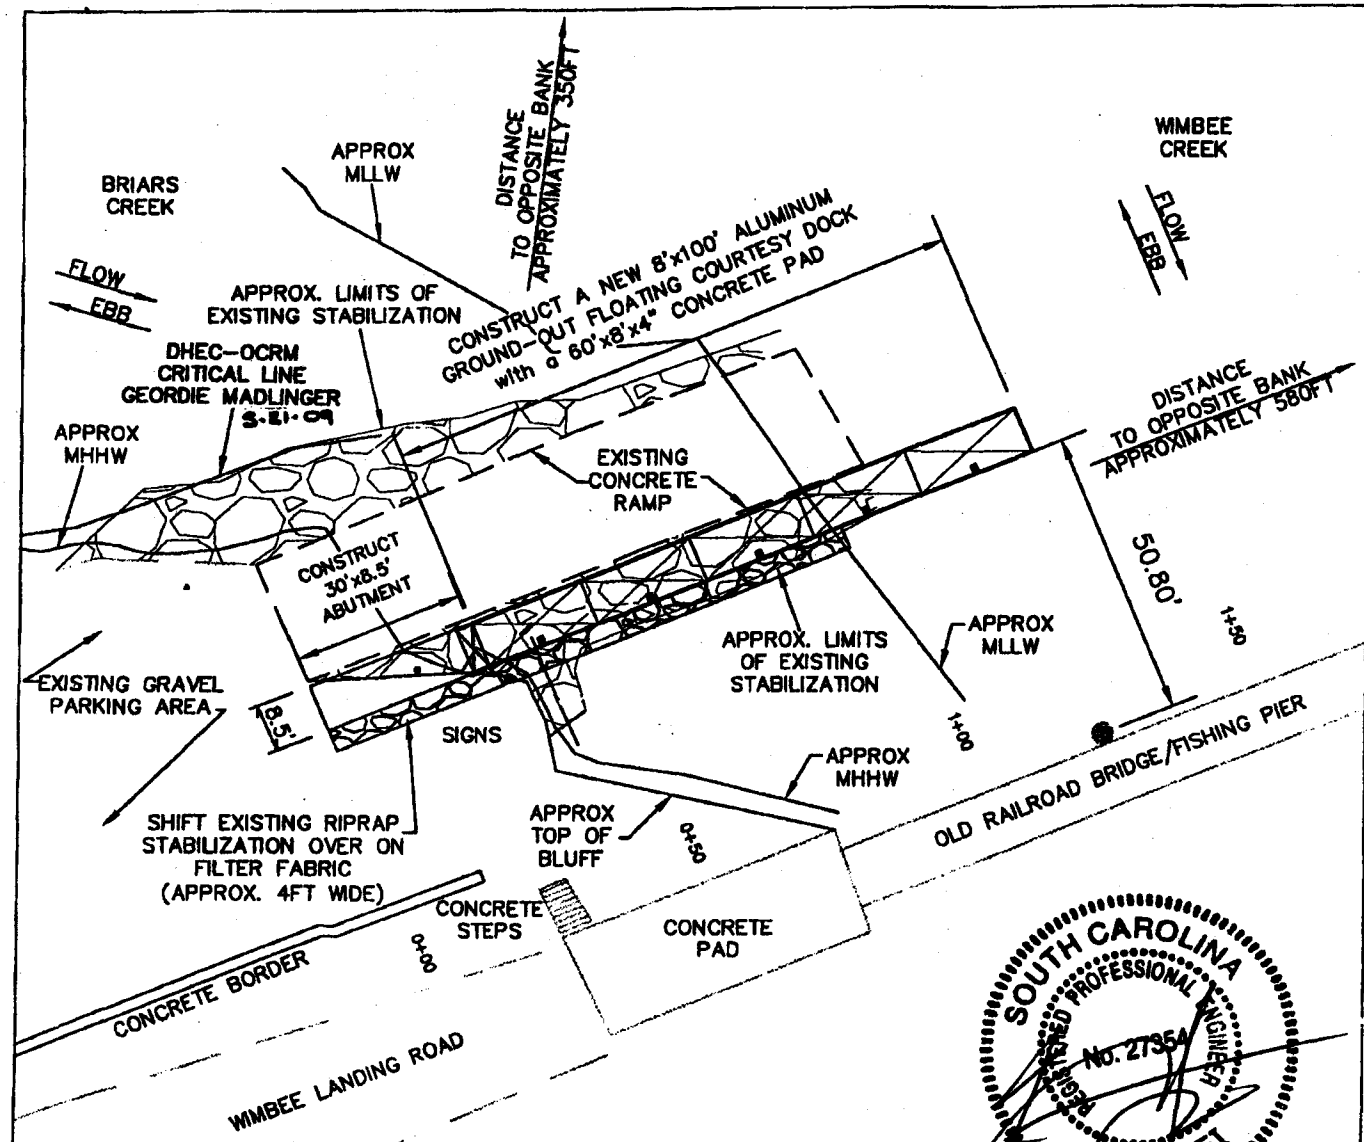 DISTANCE
TO OPPOSITE BANK
APPROXIMATELY 350FT
WIMBEE
CREEK
APPROX
MLLW
BRIARS
CREEK
FLOW
EBB
FLOW
EBB
CONSTRUCT A NEW 8'x100' ALUMINUM
GROUND-OUT FLOATING COURTESY DOCK
with a 60'x8'x4" CONCRETE PAD
APPROX. LIMITS OF
EXISTING STABILIZATION
DHEC-OCRM
CRITICAL LINE
GEORDIE MADLINGER
5-21-09
DISTANCE
TO OPPOSITE BANK
APPROXIMATELY 580FT
APPROX
MHHW
EXISTING
CONCRETE
RAMP
CONSTRUCT
30'x8.5'
ABUTMENT
50.80'
1+50
APPROX. LIMITS
OF EXISTING
STABILIZATION
APPROX
MLLW
EXISTING GRAVEL
PARKING AREA
8.5'
SIGNS
1+00
APPROX
MHHW
OLD RAILROAD BRIDGE/FISHING PIER
SHIFT EXISTING RIPRAP
STABILIZATION OVER ON
FILTER FABRIC
(APPROX. 4FT WIDE)
APPROX
TOP OF
BLUFF
0+50
CONCRETE
STEPS
CONCRETE
PAD
0+00
CONCRETE BORDER
WIMBEE LANDING ROAD
SOUTH CAROLINA
REGISTERED PROFESSIONAL ENGINEER
No. 27354